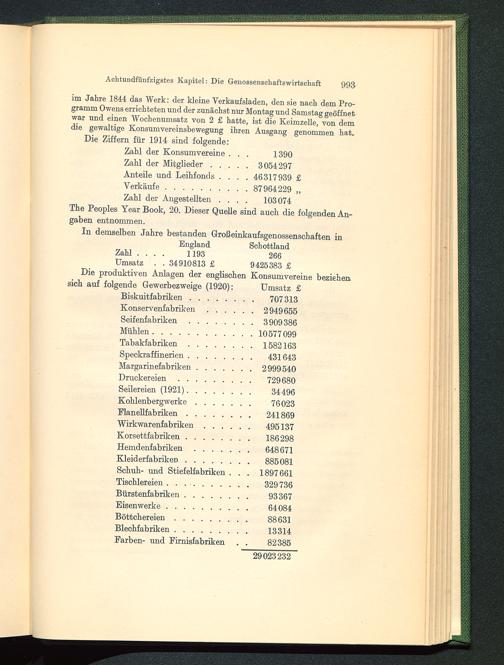 Achtundfünfzigstes Kapitel: Die Genossenschaftswirtschaft 993
im Jahre 1844 das Werk: der kleine Verkaufsladen, den sie nach dem Pro-
gramm Owens errichteten und der zunächst nur Montag und Samstag geöffnet
war und einen Wochenumsatz von 2 £ hatte, ist die Keimzelle, von dem
die gewaltige Konsumvereinsbewegung ihren Ausgang genommen hat.
Die Ziffern für 1914 sind folgende:
Zahl der Konsumvereine . . . 1390
Zahl der Mitglieder . . . . . 3054297
Anteile und Leihfonds . . . . 46317939 £
Verkäufe . . . . . . . . . . 87964229 „
Zahl der Angestellten . . . . 103074
The Peoples Year Book, 20. Dieser Quelle sind auch die folgenden An-
gaben entnommen.
In demselben Jahre bestanden Großeinkaufsgenossenschaften in
England Schottland
Zahl . . . . 1193 266
Umsatz . . 34910813 £ 9425383 £
Die produktiven Anlagen der englischen Konsumvereine beziehen
sich auf folgende Gewerbezweige (1920): Umsatz £
Biskuitfabriken . . . . . . . . 707313
Konservenfabriken . . . . . . 2949655
Seifenfabriken . . . . . . . . 3909386
Mühlen . . . . . . . . . . . . 10577099
Tabakfabriken . . . . . . . . 1582163
Speckraffinerien . . . . . . . . 431643
Margarinefabriken . . . . . . . 2999540
Druckereien . . . . . . . . . 729680
Seilereien (1921) . . . . . . . . 34496
Kohlenbergwerke . . . . . . . 76023
Flanellfabriken . . . . . . . . 241869
Wirkwarenfabriken . . . . . . 495137
Korsettfabriken . . . . . . . . 186298
Hemdenfabriken . . . . . . . 648671
Kleiderfabriken . . . . . . . . 885081
Schuh- und Stiefelfabriken . . . 1897661
Tischlereien . . . . . . . . . . 329736
Bürstenfabriken . . . . . . . . 93367
Eisenwerke . . . . . . . . . . 64084
Böttchereien . . . . . . . . . 88631
Blechfabriken . . . . . . . . . 13314
Farben- und Firnisfabriken . . 82385
29023232